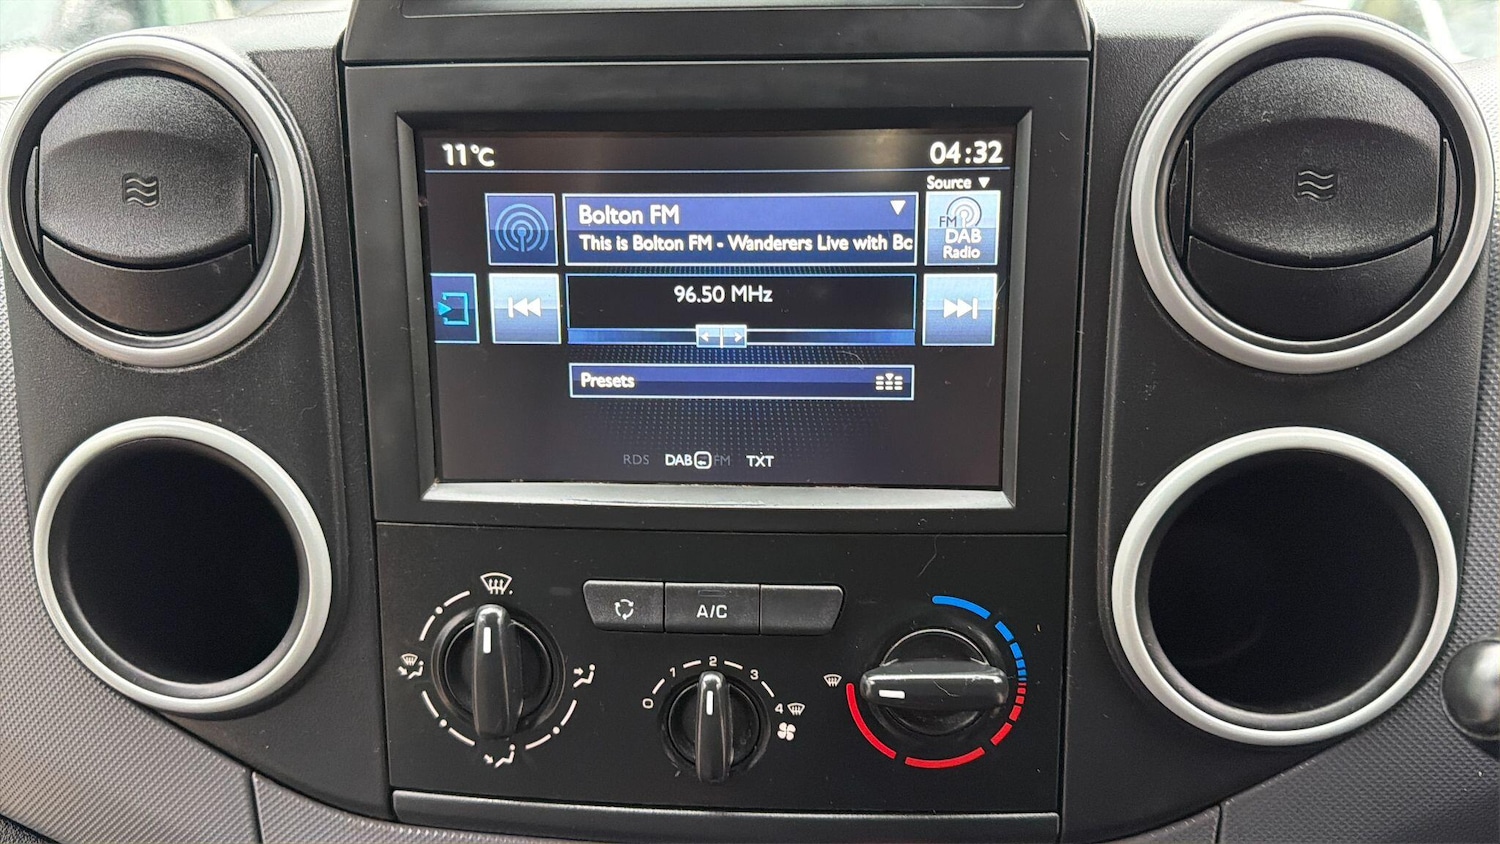 11°C
04:32
Source ▼
Bolton FM
This is Bolton FM - Wanderers Live with Bc
FM
DAB
Radio
96.50 MHz
Presets
RDS DAB FM TXT
A/C
0 1 2 3 4